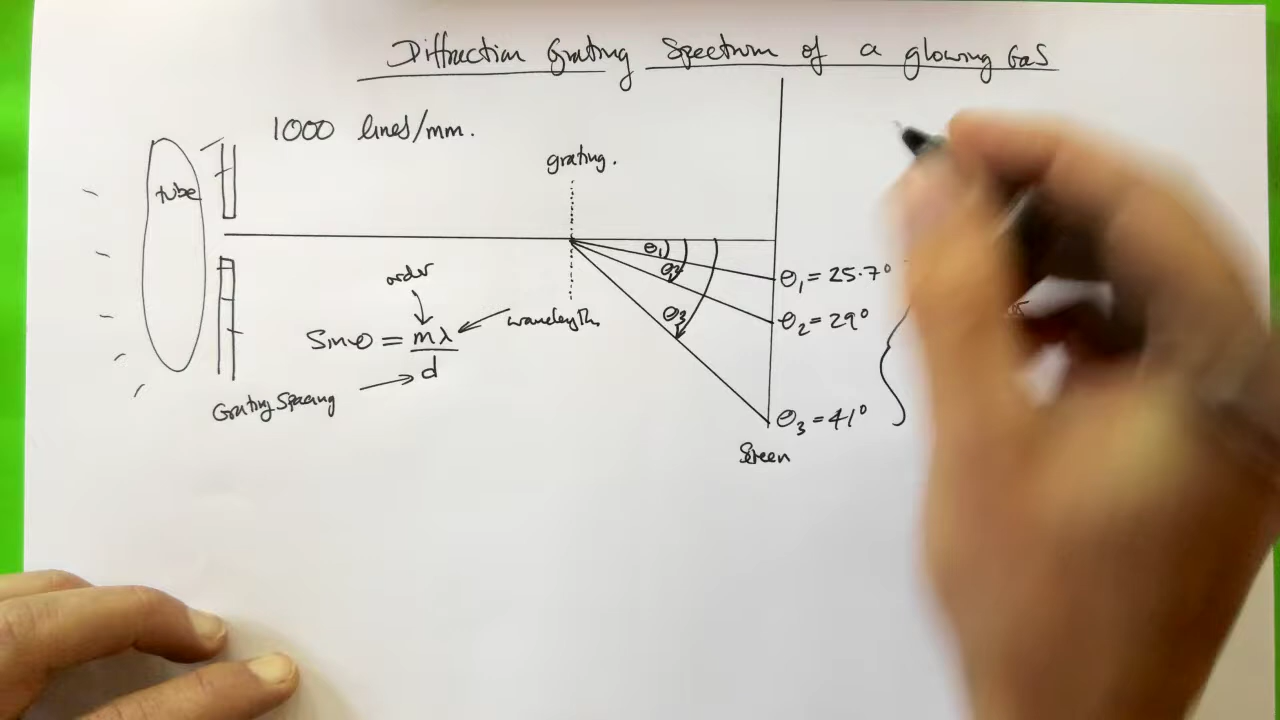 Diffraction Grating Spectrum of a glowing Gas
1000 lines/mm.
grating.
tube
θ₁
θ₂
θ₃
θ₁ = 25.7°
θ₂ = 29°
θ₃ = 41°
Screen
order
wavelength
Sinθ = mλ/d
Grating Spacing